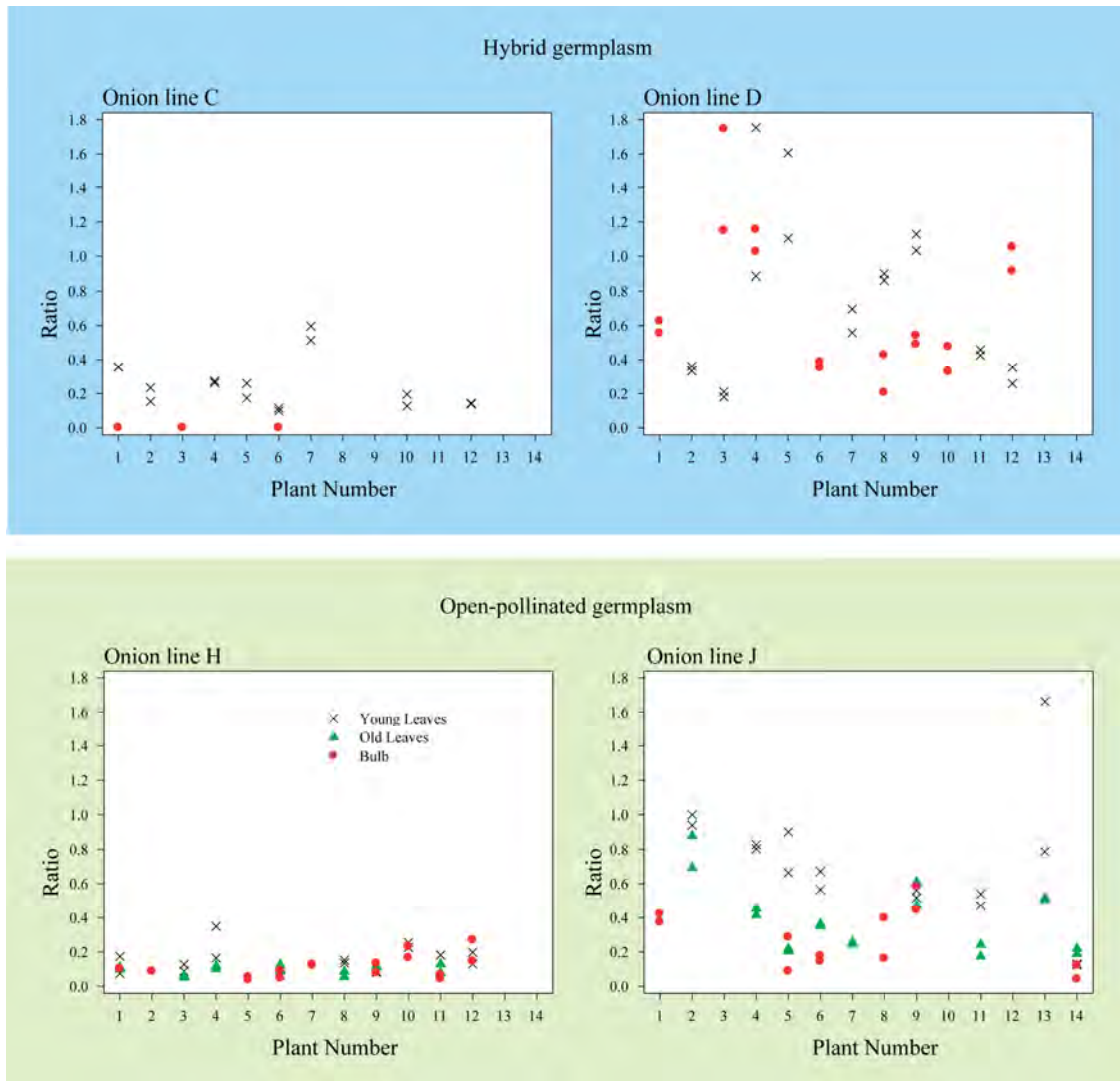 Hybrid germplasm
Onion line C
1.8
1.6
1.4
1.2
1.0
0.8
0.6
0.4
0.2
0.0
Ratio
1 2 3 4 5 6 7 8 9 10 11 12 13 14
Plant Number
Onion line D
1.8
1.6
1.4
1.2
1.0
0.8
0.6
0.4
0.2
0.0
Ratio
1 2 3 4 5 6 7 8 9 10 11 12 13 14
Plant Number
Open-pollinated germplasm
Onion line H
1.8
1.6
1.4
1.2
1.0
0.8
0.6
0.4
0.2
0.0
Ratio
Young Leaves
Old Leaves
Bulb
1 2 3 4 5 6 7 8 9 10 11 12 13 14
Plant Number
Onion line J
1.8
1.6
1.4
1.2
1.0
0.8
0.6
0.4
0.2
0.0
Ratio
1 2 3 4 5 6 7 8 9 10 11 12 13 14
Plant Number